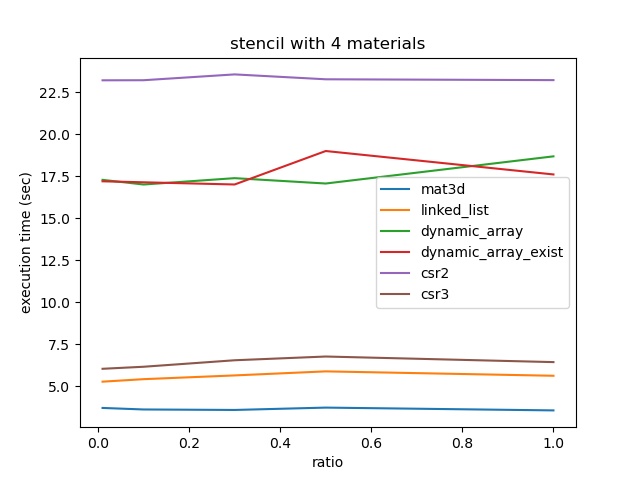 stencil with 4 materials
execution time (sec)
22.5
20.0
17.5
15.0
12.5
10.0
7.5
5.0
mat3d
linked_list
dynamic_array
dynamic_array_exist
csr2
csr3
0.0 0.2 0.4 0.6 0.8 1.0
ratio